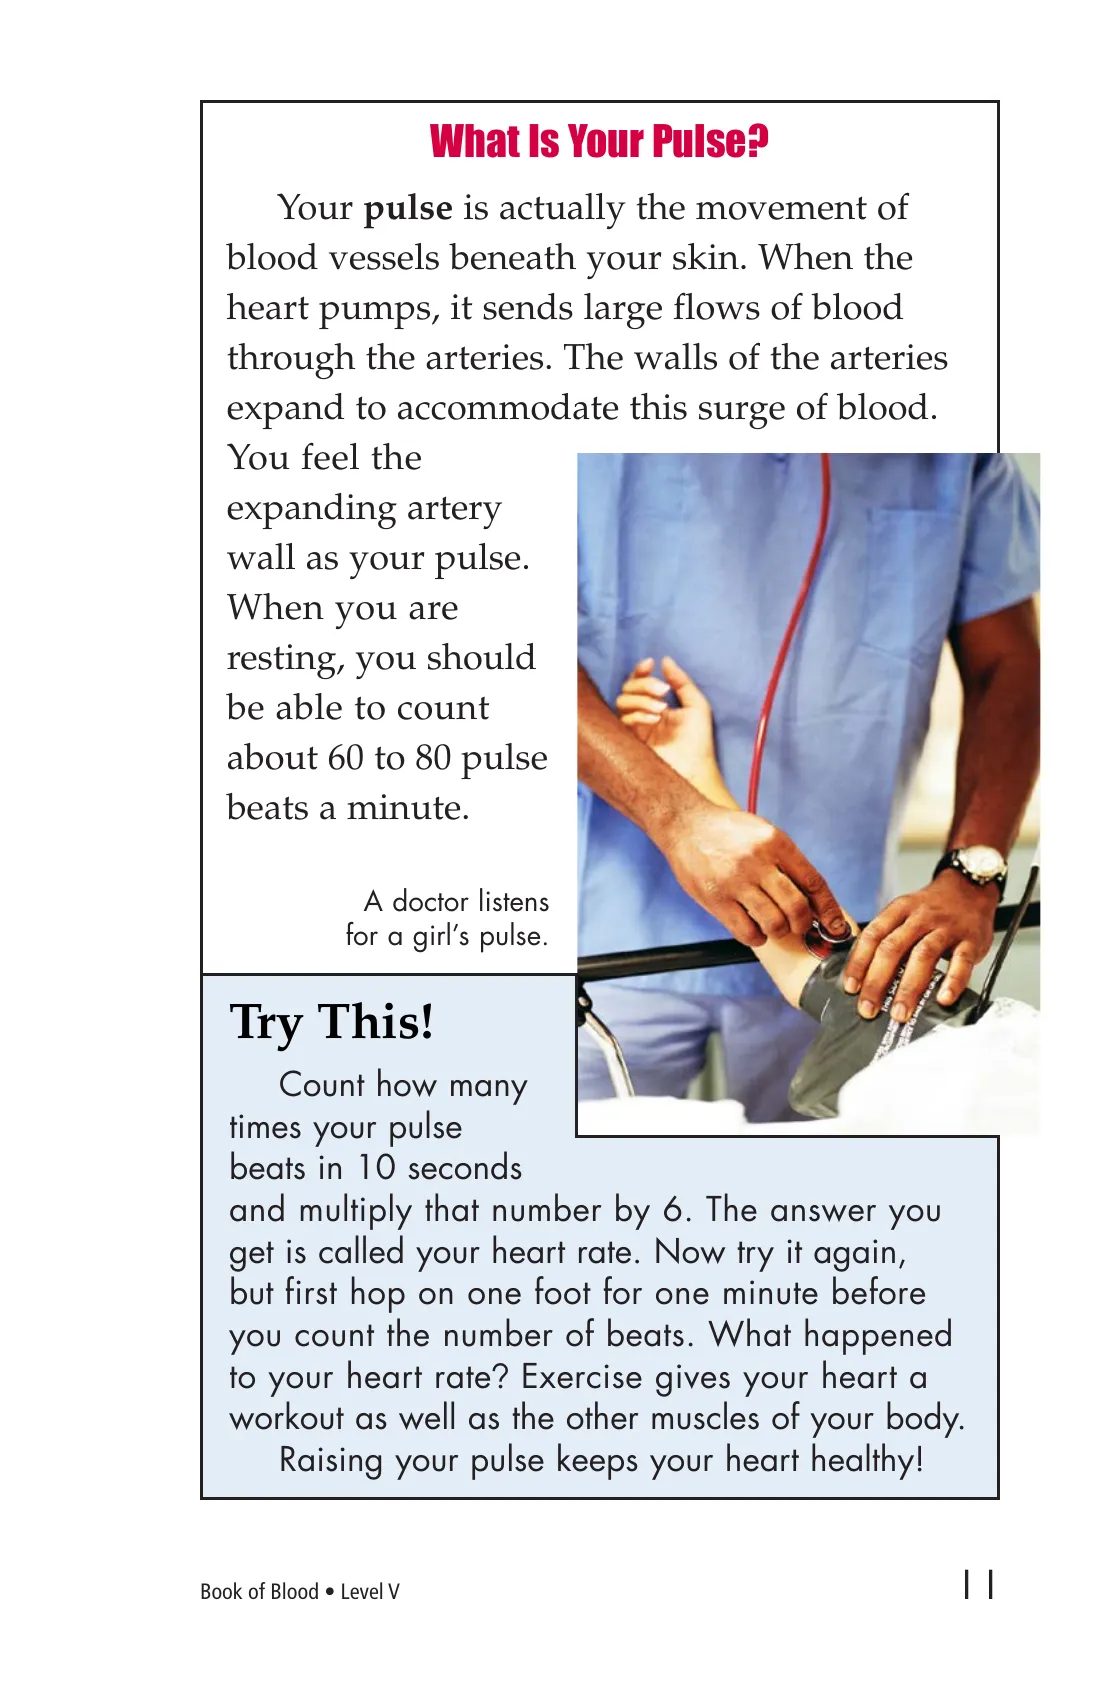 What Is Your Pulse?
Your pulse is actually the movement of
blood vessels beneath your skin. When the
heart pumps, it sends large flows of blood
through the arteries. The walls of the arteries
expand to accommodate this surge of blood.
You feel the
expanding artery
wall as your pulse.
When you are
resting, you should
be able to count
about 60 to 80 pulse
beats a minute.
A doctor listens
for a girl’s pulse.
Try This!
Count how many
times your pulse
beats in 10 seconds
and multiply that number by 6. The answer you
get is called your heart rate. Now try it again,
but first hop on one foot for one minute before
you count the number of beats. What happened
to your heart rate? Exercise gives your heart a
workout as well as the other muscles of your body.
Raising your pulse keeps your heart healthy!
Book of Blood • Level V
11